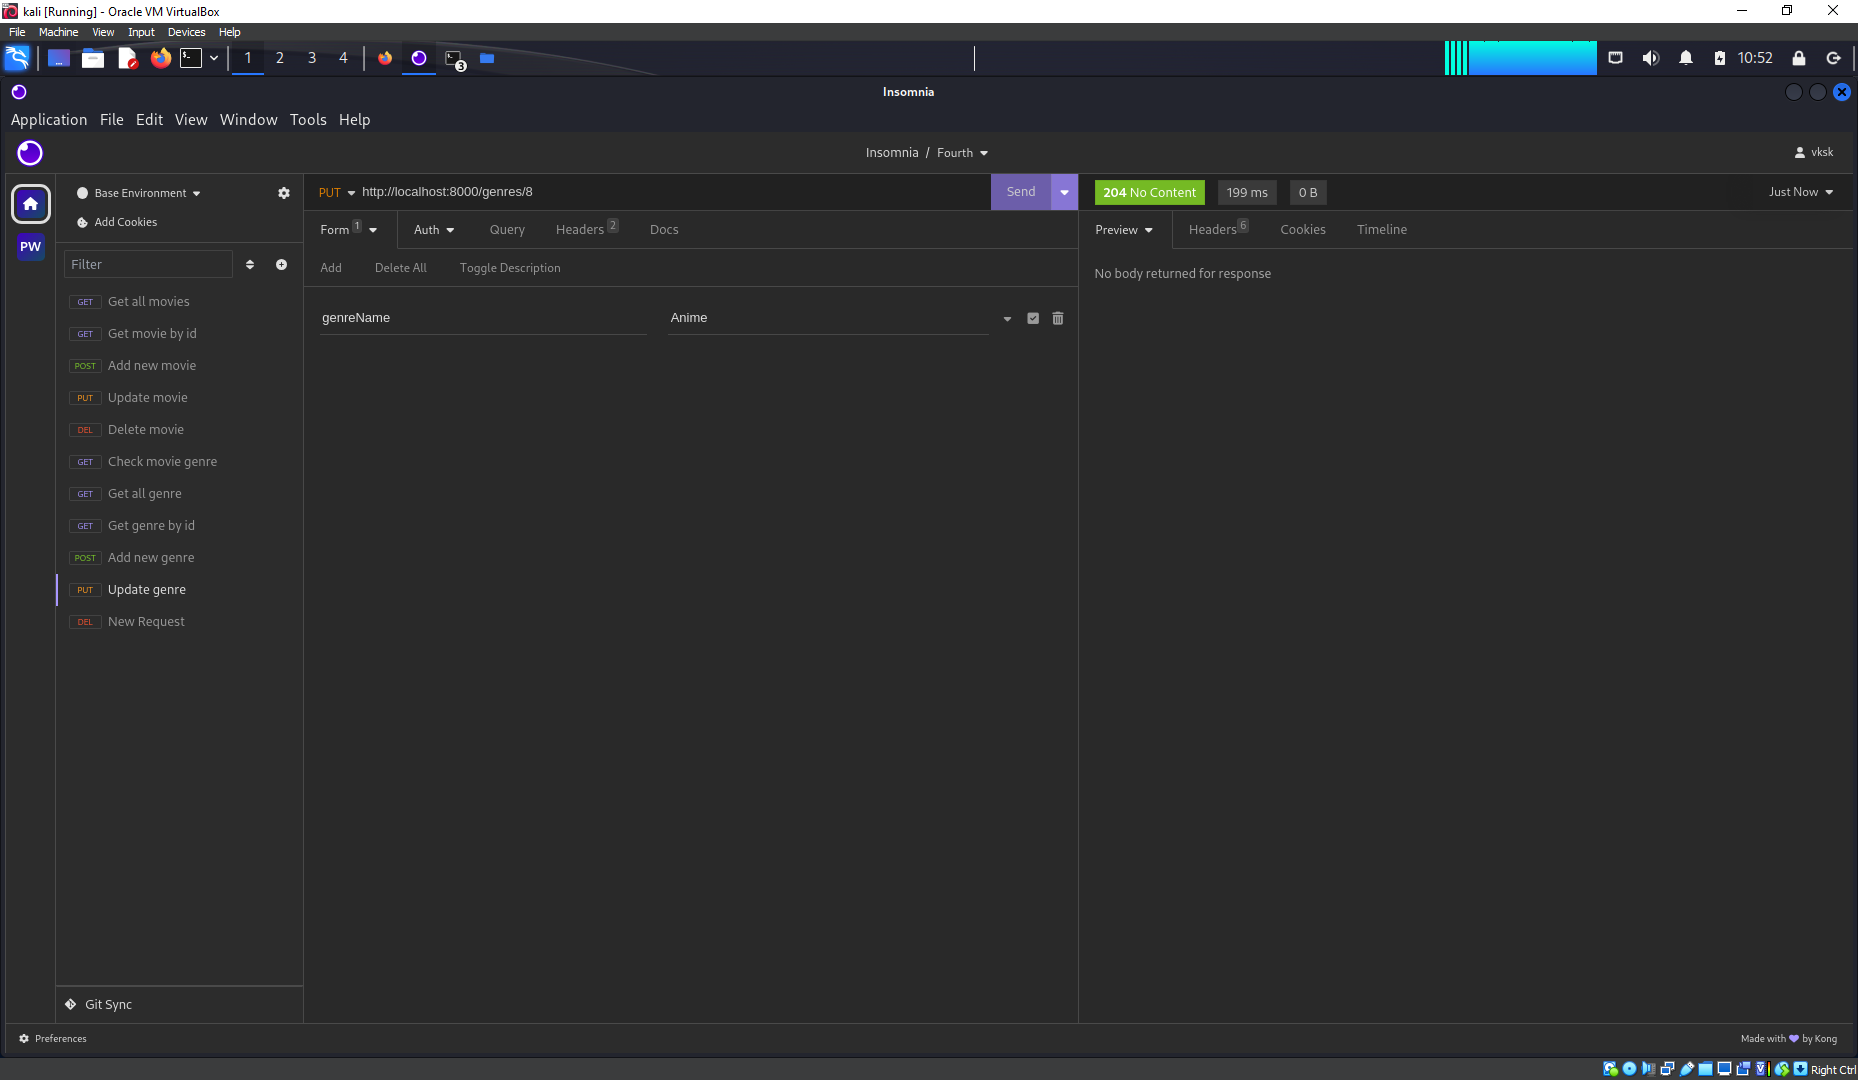 kali [Running] - Oracle VM VirtualBox
File Machine View Input Devices Help
1 2 3 4 3 10:52
Insomnia
Application File Edit View Window Tools Help
Insomnia / Fourth vksk
Base Environment
Add Cookies
PW
Filter
GET Get all movies
GET Get movie by id
POST Add new movie
PUT Update movie
DEL Delete movie
GET Check movie genre
GET Get all genre
GET Get genre by id
POST Add new genre
PUT Update genre
DEL New Request
Git Sync
PUT http://localhost:8000/genres/8 Send
Form 1 Auth Query Headers 2 Docs
Add Delete All Toggle Description
genreName Anime
204 No Content 199 ms 0 B Just Now
Preview Headers 6 Cookies Timeline
No body returned for response
Preferences Made with by Kong
Right Ctrl